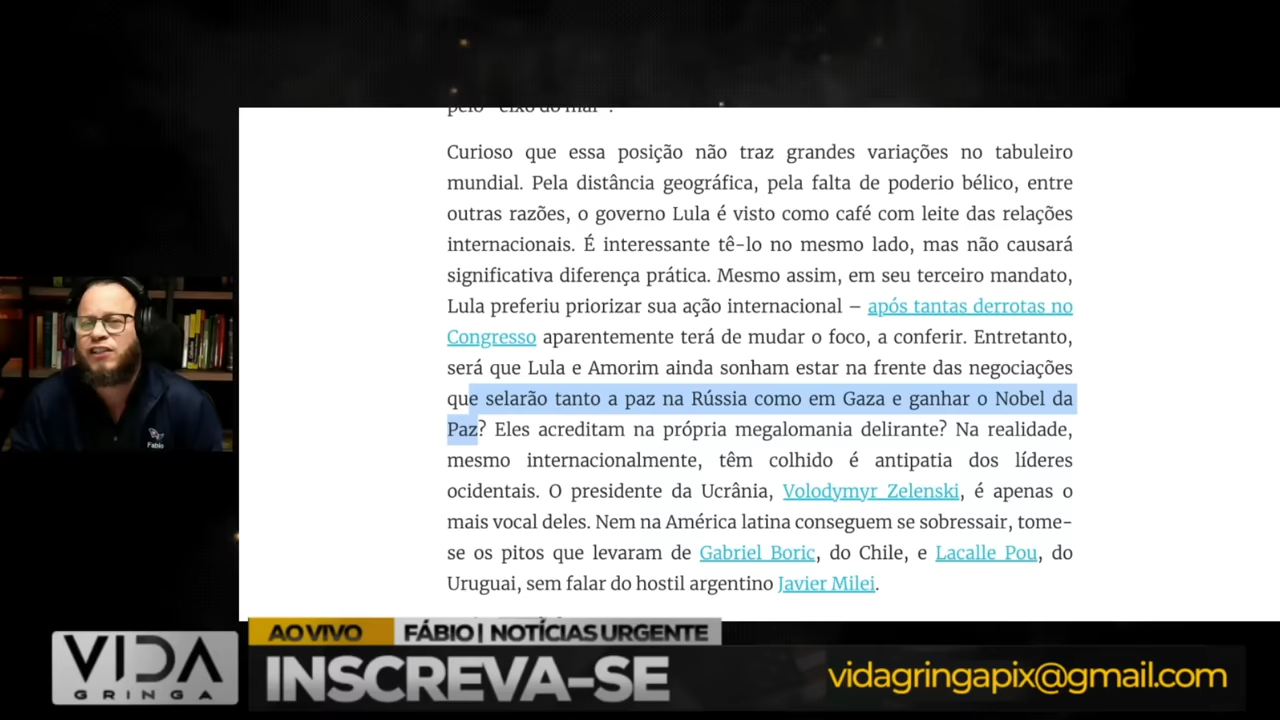 pelo "eixo do mal".
Curioso que essa posição não traz grandes variações no tabuleiro
mundial. Pela distância geográfica, pela falta de poderio bélico, entre
outras razões, o governo Lula é visto como café com leite das relações
internacionais. É interessante tê-lo no mesmo lado, mas não causará
significativa diferença prática. Mesmo assim, em seu terceiro mandato,
Lula preferiu priorizar sua ação internacional – após tantas derrotas no
Congresso aparentemente terá de mudar o foco, a conferir. Entretanto,
será que Lula e Amorim ainda sonham estar na frente das negociações
que selarão tanto a paz na Rússia como em Gaza e ganhar o Nobel da
Paz? Eles acreditam na própria megalomania delirante? Na realidade,
mesmo internacionalmente, têm colhido é antipatia dos líderes
ocidentais. O presidente da Ucrânia, Volodymyr Zelenski, é apenas o
mais vocal deles. Nem na América latina conseguem se sobressair, tome-
se os pitos que levaram de Gabriel Boric, do Chile, e Lacalle Pou, do
Uruguai, sem falar do hostil argentino Javier Milei.
Fabio
VIDA
GRINGA
AO VIVO
FÁBIO | NOTÍCIAS URGENTE
INSCREVA-SE
vidagringapix@gmail.com